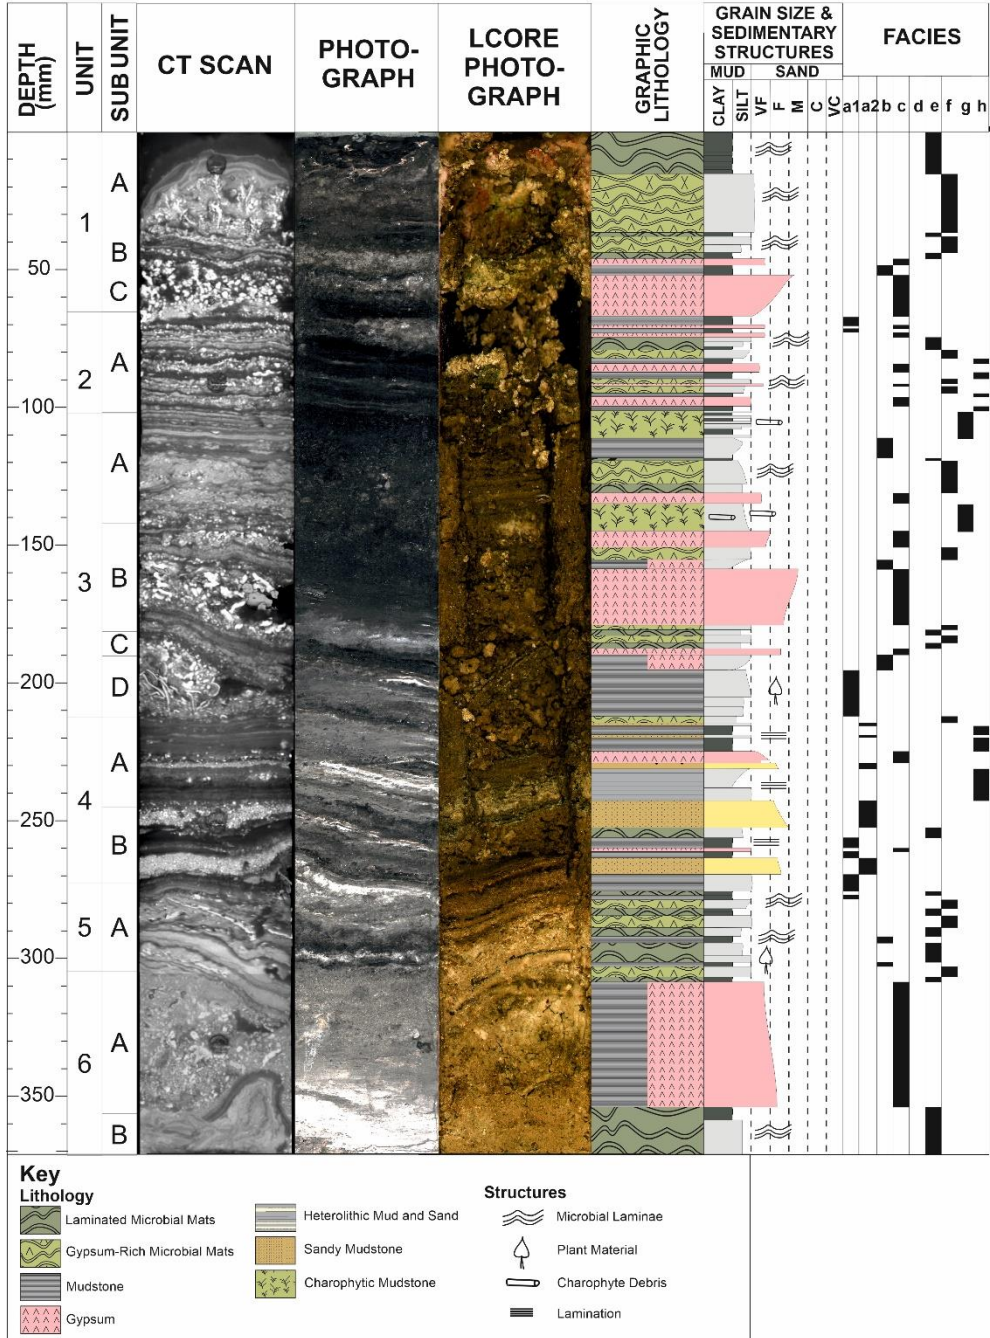 DEPTH
(mm)
UNIT
SUB UNIT
CT SCAN
PHOTO-
GRAPH
LCORE
PHOTO-
GRAPH
GRAPHIC
LITHOLOGY
GRAIN SIZE &
SEDIMENTARY
STRUCTURES
MUD SAND
CLAY
SILT
VF
F
M
C
VC
FACIES
a1 a2 b c d e f g h
A
1
B
50
C
A
2
100
A
150
3
B
C
200
D
A
4
250
B
5
A
300
A
6
350
B
Key
Lithology
Laminated Microbial Mats
Gypsum-Rich Microbial Mats
Mudstone
Gypsum
Heterolithic Mud and Sand
Sandy Mudstone
Charophytic Mudstone
Structures
Microbial Laminae
Plant Material
Charophyte Debris
Lamination